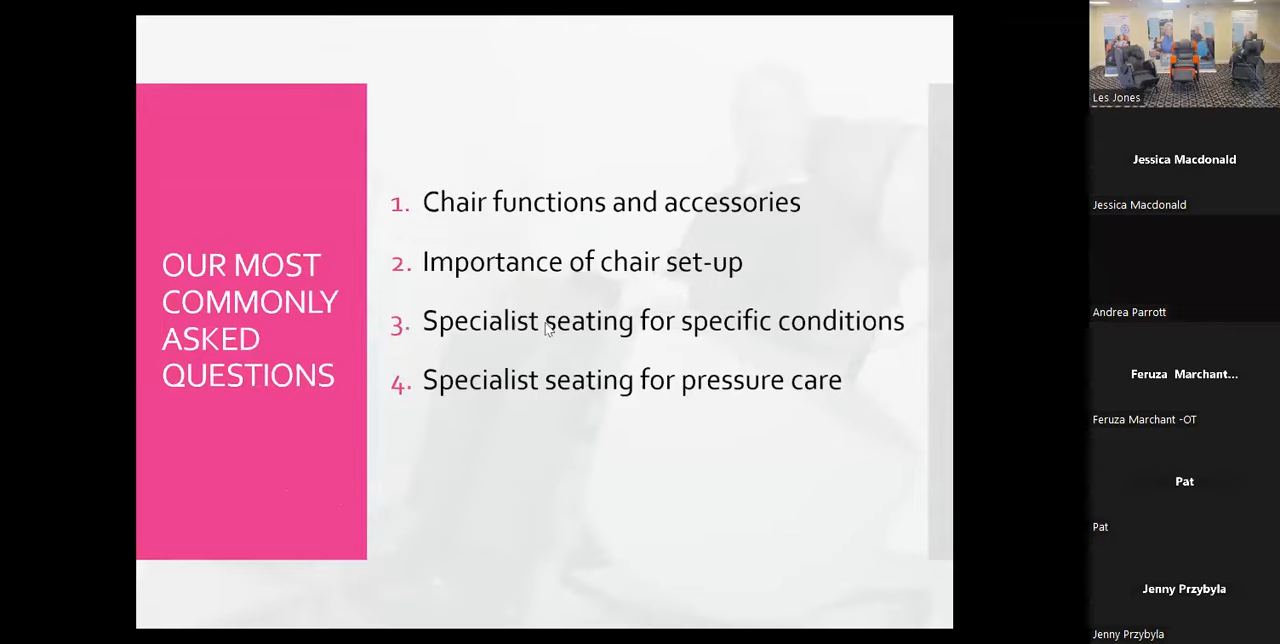 OUR MOST
COMMONLY
ASKED
QUESTIONS
1. Chair functions and accessories
2. Importance of chair set-up
3. Specialist seating for specific conditions
4. Specialist seating for pressure care
Les Jones
Jessica Macdonald
Jessica Macdonald
Andrea Parrott
Feruza Marchant...
Feruza Marchant -OT
Pat
Pat
Jenny Przybyla
Jenny Przybyla